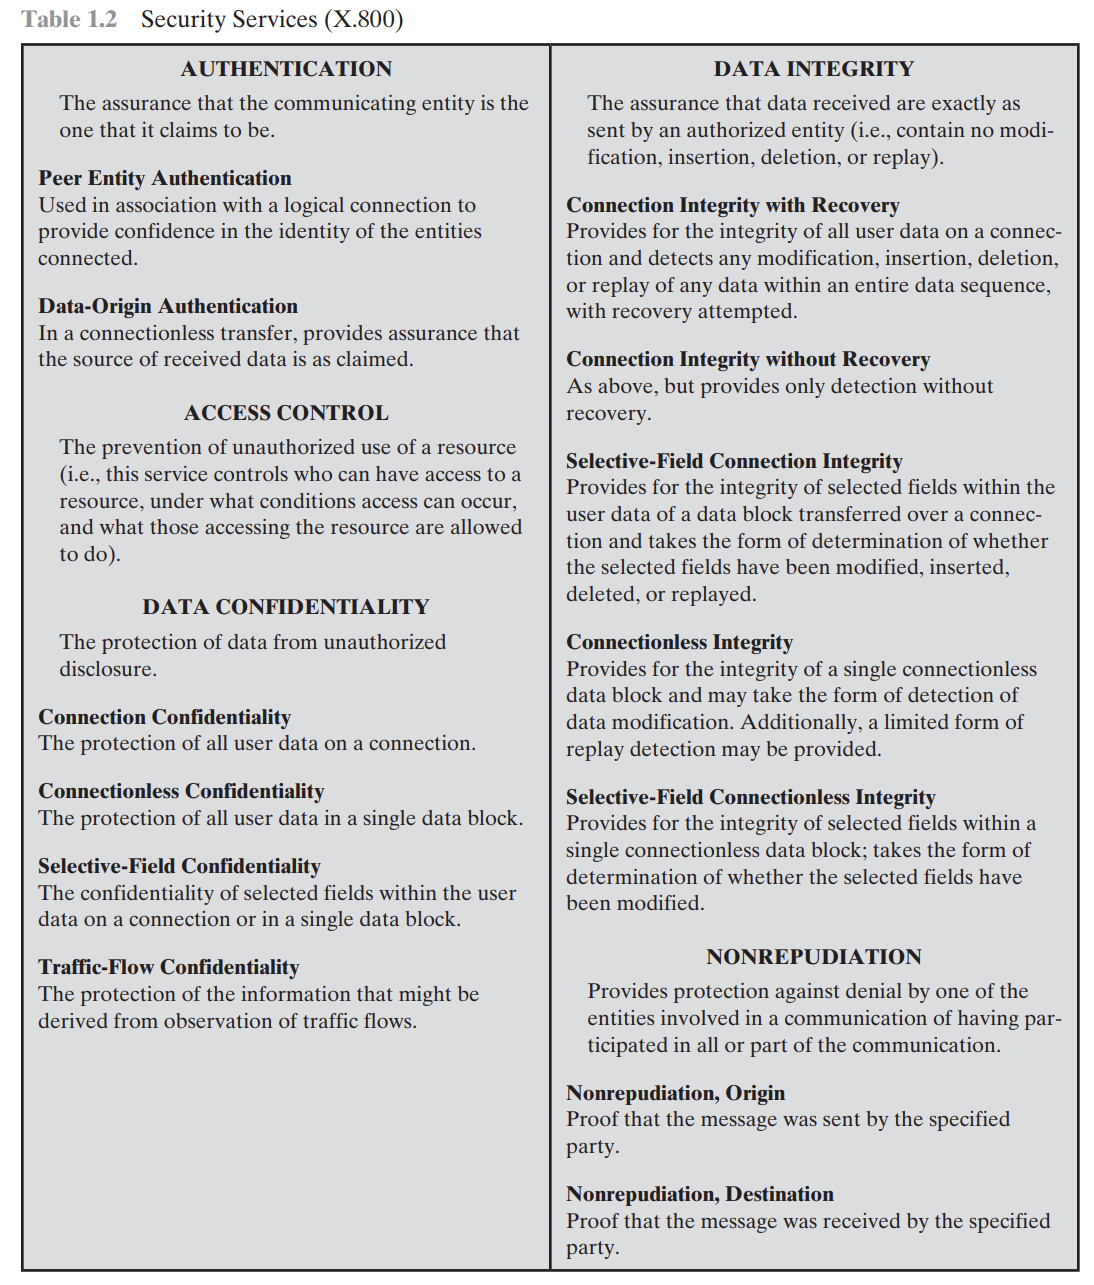 Table 1.2 Security Services (X.800)
AUTHENTICATION
The assurance that the communicating entity is the
one that it claims to be.
Peer Entity Authentication
Used in association with a logical connection to
provide confidence in the identity of the entities
connected.
Data-Origin Authentication
In a connectionless transfer, provides assurance that
the source of received data is as claimed.
ACCESS CONTROL
The prevention of unauthorized use of a resource
(i.e., this service controls who can have access to a
resource, under what conditions access can occur,
and what those accessing the resource are allowed
to do).
DATA CONFIDENTIALITY
The protection of data from unauthorized
disclosure.
Connection Confidentiality
The protection of all user data on a connection.
Connectionless Confidentiality
The protection of all user data in a single data block.
Selective-Field Confidentiality
The confidentiality of selected fields within the user
data on a connection or in a single data block.
Traffic-Flow Confidentiality
The protection of the information that might be
derived from observation of traffic flows.
DATA INTEGRITY
The assurance that data received are exactly as
sent by an authorized entity (i.e., contain no modi-
fication, insertion, deletion, or replay).
Connection Integrity with Recovery
Provides for the integrity of all user data on a connec-
tion and detects any modification, insertion, deletion,
or replay of any data within an entire data sequence,
with recovery attempted.
Connection Integrity without Recovery
As above, but provides only detection without
recovery.
Selective-Field Connection Integrity
Provides for the integrity of selected fields within the
user data of a data block transferred over a connec-
tion and takes the form of determination of whether
the selected fields have been modified, inserted,
deleted, or replayed.
Connectionless Integrity
Provides for the integrity of a single connectionless
data block and may take the form of detection of
data modification. Additionally, a limited form of
replay detection may be provided.
Selective-Field Connectionless Integrity
Provides for the integrity of selected fields within a
single connectionless data block; takes the form of
determination of whether the selected fields have
been modified.
NONREPUDIATION
Provides protection against denial by one of the
entities involved in a communication of having par-
ticipated in all or part of the communication.
Nonrepudiation, Origin
Proof that the message was sent by the specified
party.
Nonrepudiation, Destination
Proof that the message was received by the specified
party.